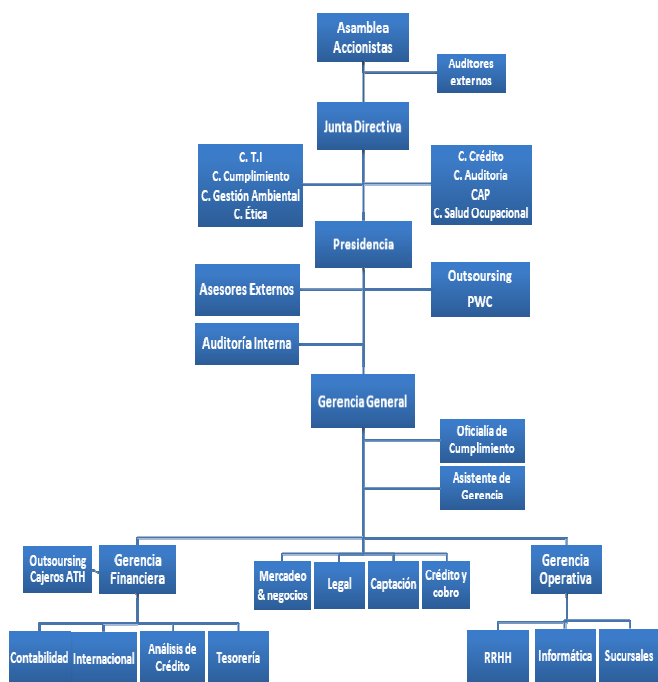 Asamblea
Accionistas
Auditores
externos
Junta Directiva
C. T.I
C. Cumplimiento
C. Gestión Ambiental
C. Ética
C. Crédito
C. Auditoría
CAP
C. Salud Ocupacional
Presidencia
Asesores Externos
Outsoursing
PWC
Auditoría Interna
Gerencia General
Oficialía de
Cumplimiento
Asistente de
Gerencia
Outsoursing
Cajeros ATH
Gerencia
Financiera
Mercadeo
& negocios
Legal
Captación
Crédito y
cobro
Gerencia
Operativa
Contabilidad
Internacional
Análisis de
Crédito
Tesorería
RRHH
Informática
Sucursales